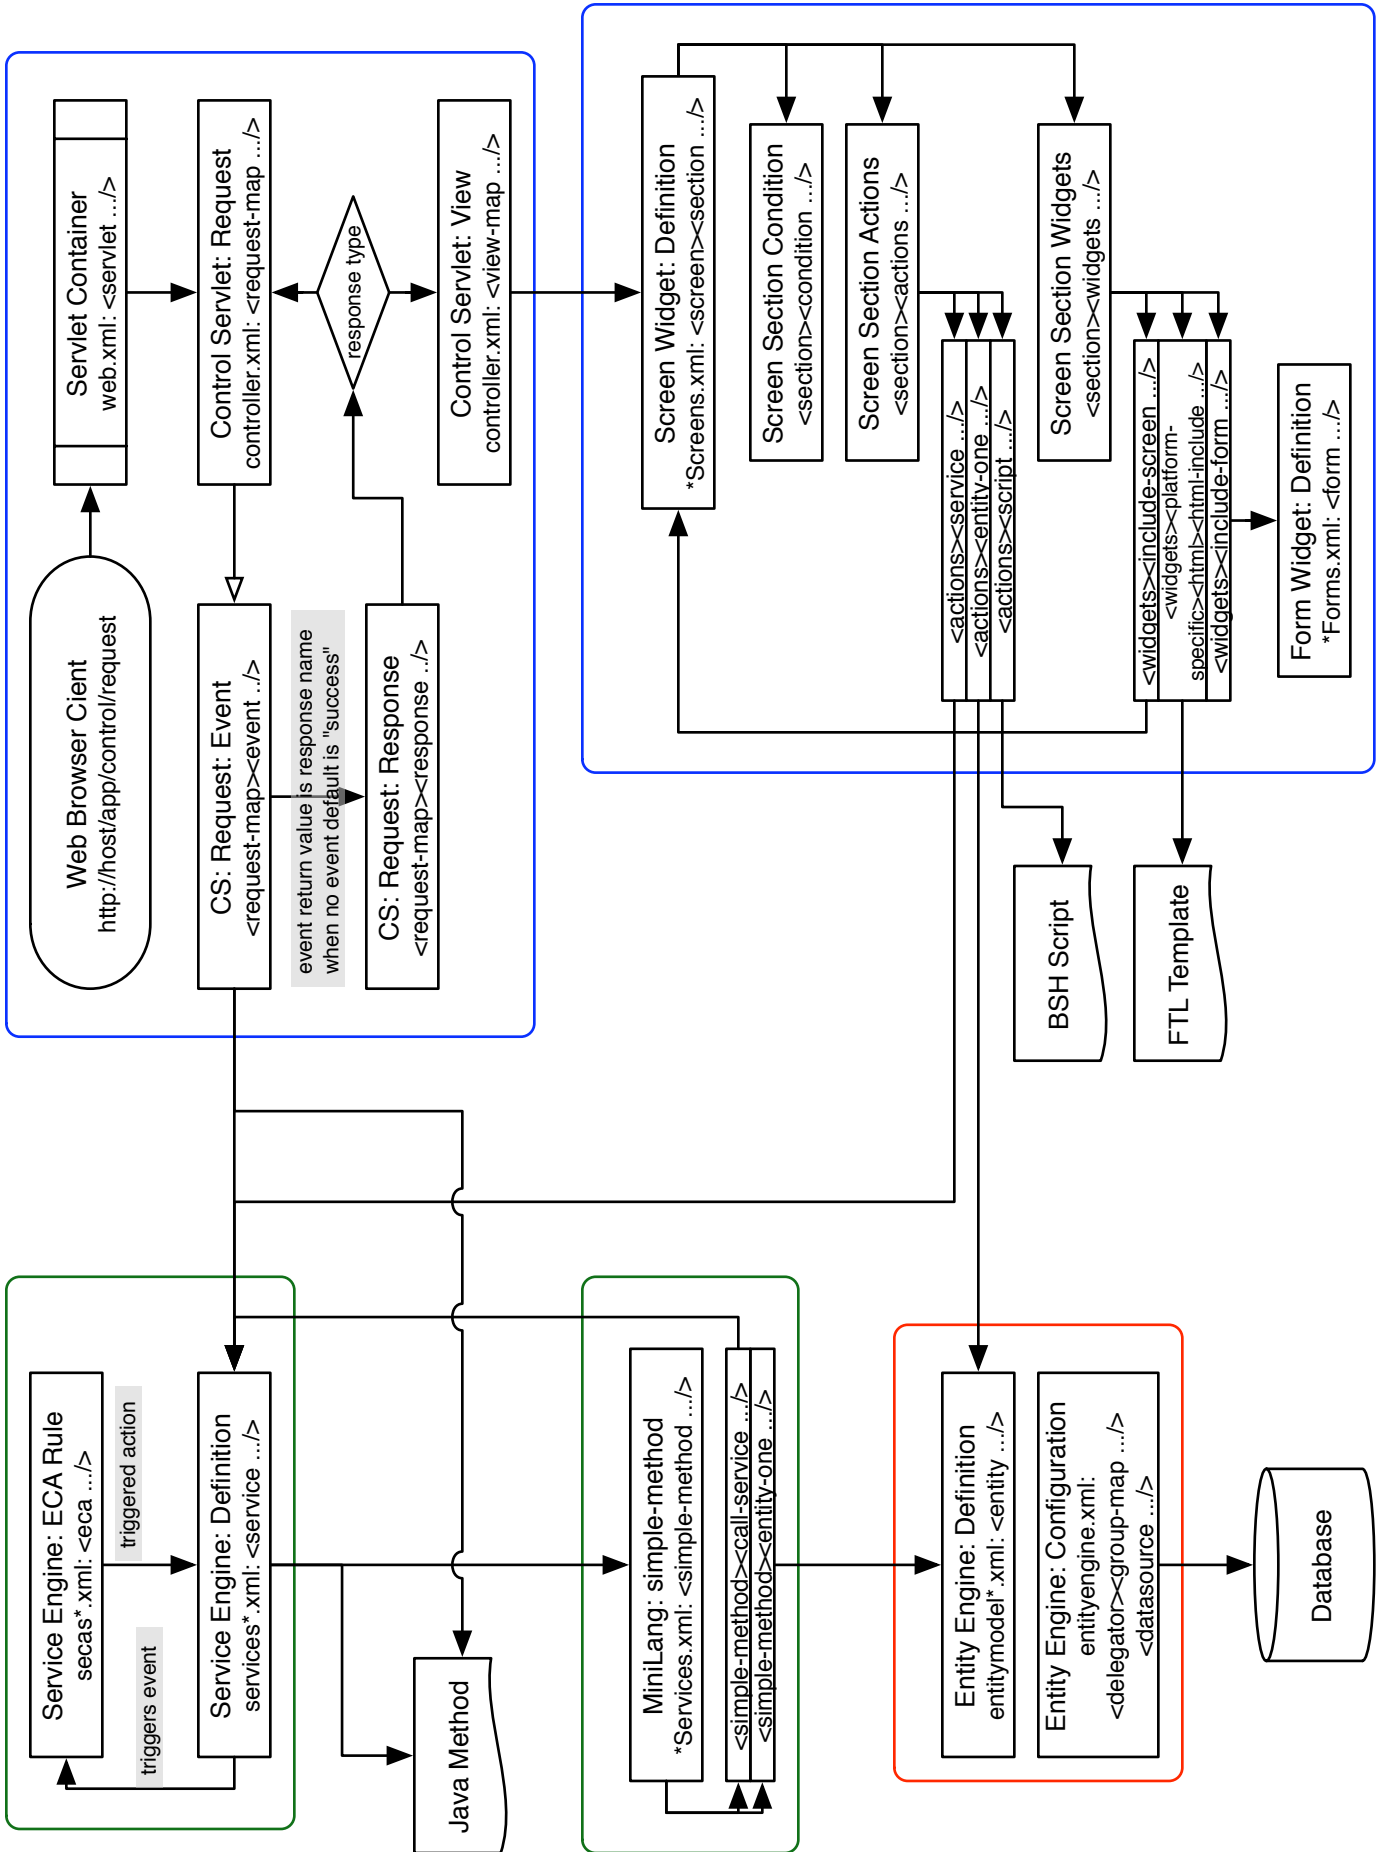 Web Browser Cient
http://host/app/control/request
Servlet Container
web.xml: <servlet .../>
Control Servlet: Request
controller.xml: <request-map .../>
CS: Request: Event
<request-map><event ../>
event return value is response name
when no event default is "success"
CS: Request: Response
<request-map><response ../>
response type
Control Servlet: View
controller.xml: <view-map .../>
Screen Widget: Definition
*Screens.xml: <screen><section .../>
Screen Section Condition
<section><condition .../>
Screen Section Actions
<section><actions .../>
<actions><service .../>
<actions><entity-one .../>
<actions><script .../>
Screen Section Widgets
<section><widgets .../>
<widgets><include-screen .../>
<widgets><platform-
specific><html><html-include .../>
<widgets><include-form .../>
Form Widget: Definition
*Forms.xml: <form .../>
BSH Script
FTL Template
Service Engine: ECA Rule
secas*.xml: <eca .../>
triggered action
triggers event
Service Engine: Definition
services*.xml: <service .../>
Java Method
MiniLang: simple-method
*Services.xml: <simple-method .../>
<simple-method><call-service .../>
<simple-method><entity-one .../>
Entity Engine: Definition
entitymodel*.xml: <entity .../>
Entity Engine: Configuration
entityengine.xml:
<delegator><group-map .../>
<datasource .../>
Database